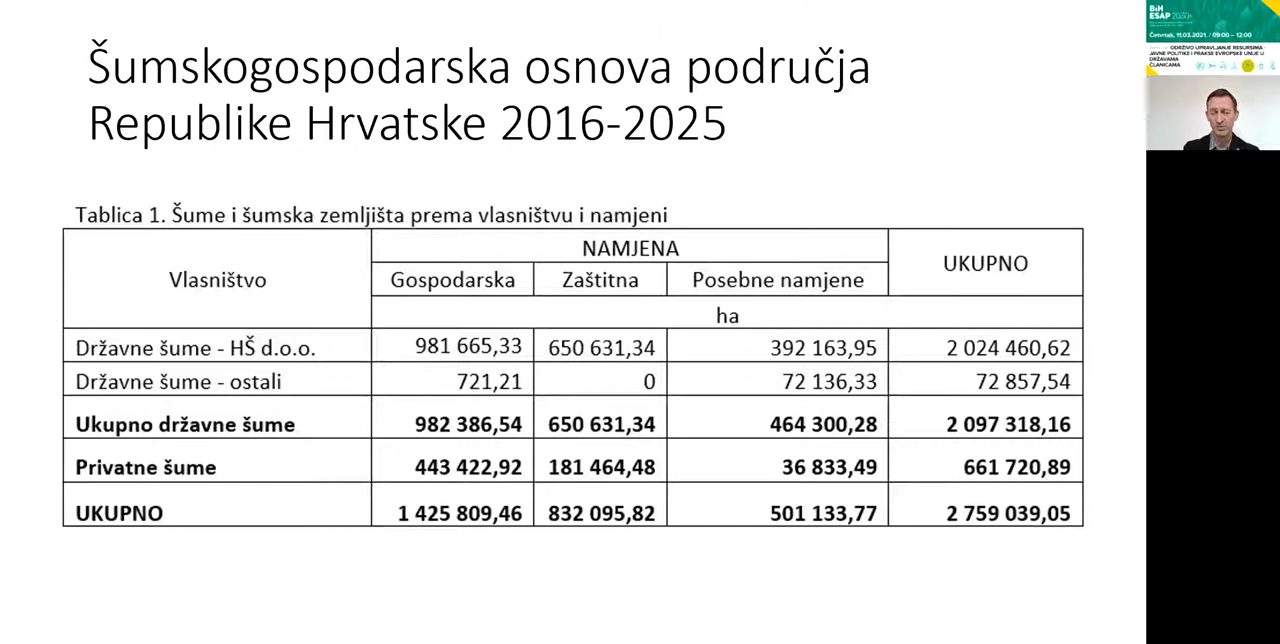 Šumskogospodarska osnova područja
Republike Hrvatske 2016-2025
Tablica 1. Šume i šumska zemljišta prema vlasništvu i namjeni
Vlasništvo NAMJENA UKUPNO
Gospodarska Zaštitna Posebne namjene
ha
Državne šume - HŠ d.o.o. 981 665,33 650 631,34 392 163,95 2 024 460,62
Državne šume - ostali 721,21 0 72 136,33 72 857,54
Ukupno državne šume 982 386,54 650 631,34 464 300,28 2 097 318,16
Privatne šume 443 422,92 181 464,48 36 833,49 661 720,89
UKUPNO 1 425 809,46 832 095,82 501 133,77 2 759 039,05
BiH
ESAP 2030+
Četvrtak, 11.03.2021. / 09:00 – 12:00
ODRŽIVO UPRAVLJANJE RESURSIMA -
JAVNE POLITIKE I PRAKSE EVROPSKE UNIJE U
DRŽAVAMA
ČLANICAMA